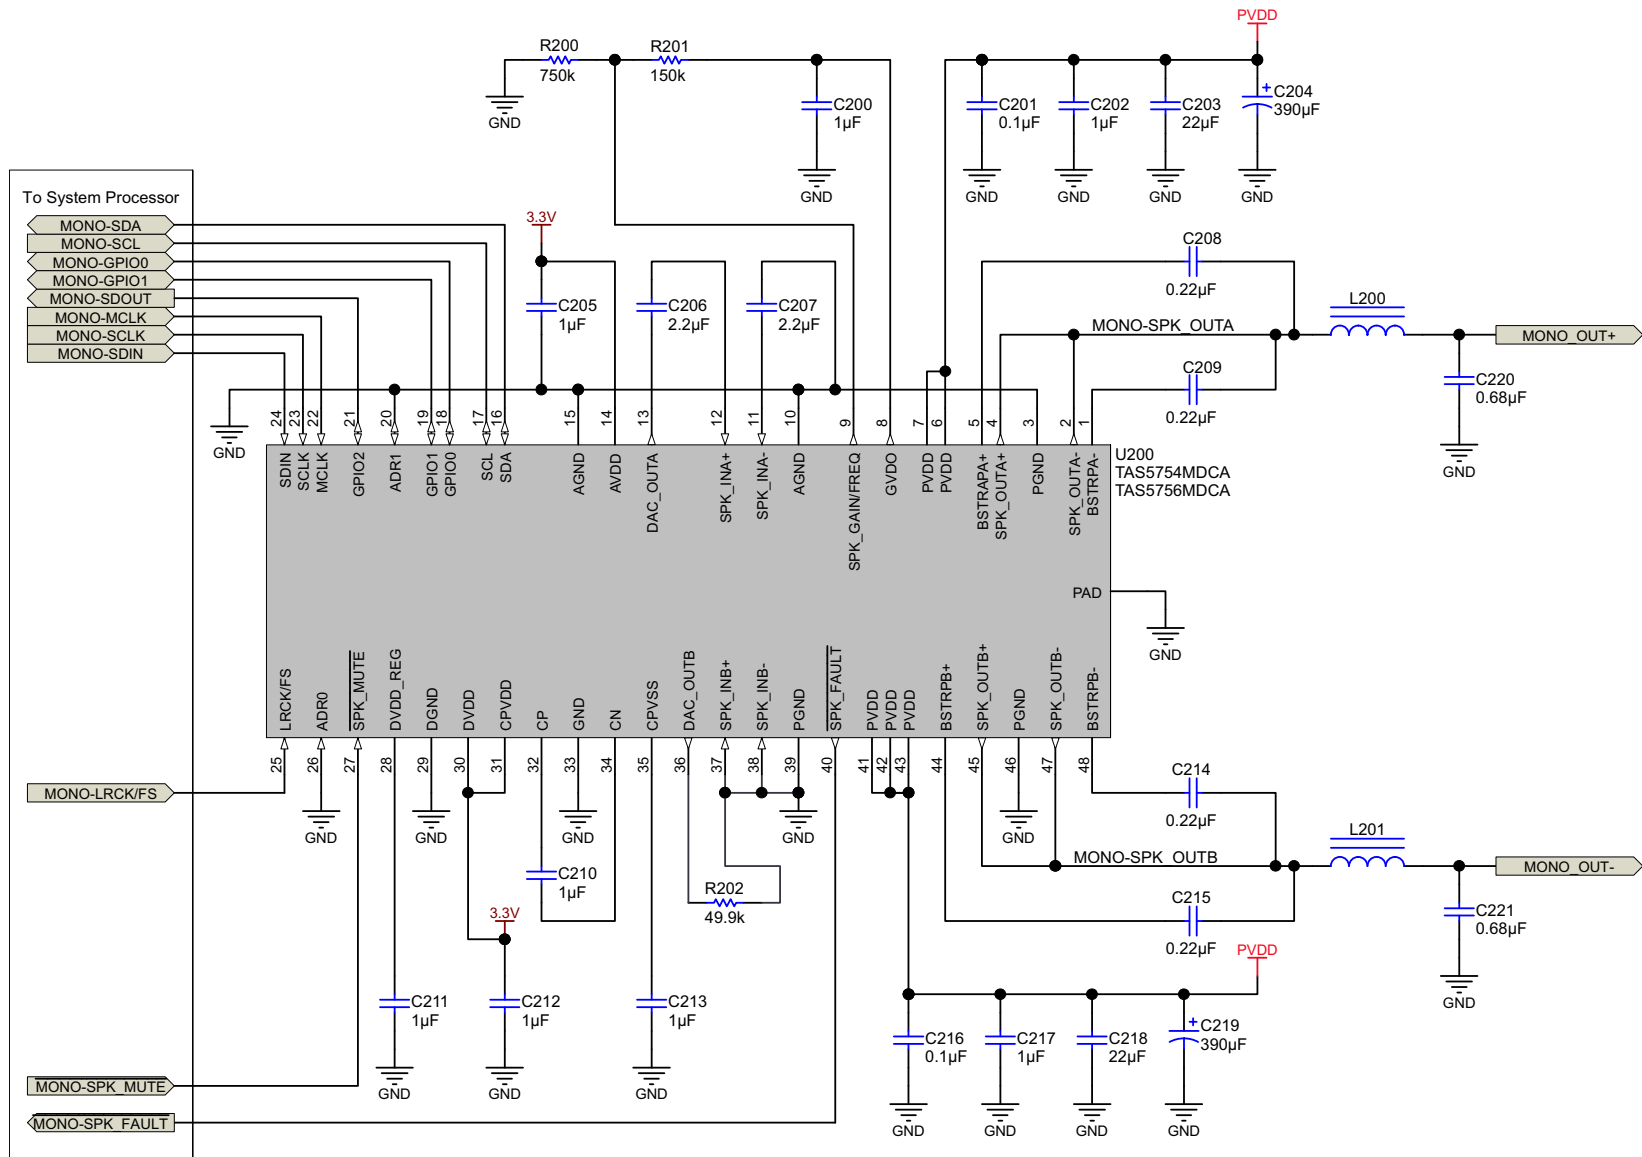 PVDD
R200
R201
750k
150k
C200
1µF
C201
0.1µF
C202
1µF
C203
22µF
+
C204
390µF
GND
GND
GND
GND
GND
GND
To System Processor
MONO-SDA
MONO-SCL
MONO-GPIO0
MONO-GPIO1
MONO-SDOUT
MONO-MCLK
MONO-SCLK
MONO-SDIN
3.3V
C205
1µF
C206
2.2µF
C207
2.2µF
C208
0.22µF
MONO-SPK_OUTA
C209
0.22µF
L200
MONO_OUT+
C220
0.68µF
GND
GND
24
23
22
21
20
19
18
17
16
15
14
13
12
11
10
9
8
7
6
5
4
3
2
1
SDIN
SCLK
MCLK
GPIO2
ADR1
GPIO1
GPIO0
SCL
SDA
AGND
AVDD
DAC_OUTA
SPK_INA+
SPK_INA-
AGND
SPK_GAIN/FREQ
GVDO
PVDD
PVDD
BSTRAPA+
SPK_OUTA+
PGND
SPK_OUTA-
BSTRPA-
U200
TAS5754MDCA
TAS5756MDCA
PAD
GND
LRCK/FS
ADR0
SPK_MUTE
DVDD_REG
DGND
DVDD
CPVDD
CP
GND
CN
CPVSS
DAC_OUTB
SPK_INB+
SPK_INB-
PGND
SPK_FAULT
PVDD
PVDD
PVDD
BSTRPB+
SPK_OUTB+
PGND
SPK_OUTB-
BSTRPB-
25
26
27
28
29
30
31
32
33
34
35
36
37
38
39
40
41
42
43
44
45
46
47
48
MONO-LRCK/FS
GND
GND
GND
GND
GND
C214
0.22µF
L201
MONO-SPK_OUTB
MONO_OUT-
C210
1µF
R202
49.9k
C215
0.22µF
C221
0.68µF
GND
3.3V
PVDD
C211
1µF
C212
1µF
C213
1µF
GND
GND
GND
C216
0.1µF
C217
1µF
C218
22µF
+
C219
390µF
GND
GND
GND
GND
MONO-SPK_MUTE
MONO-SPK_FAULT